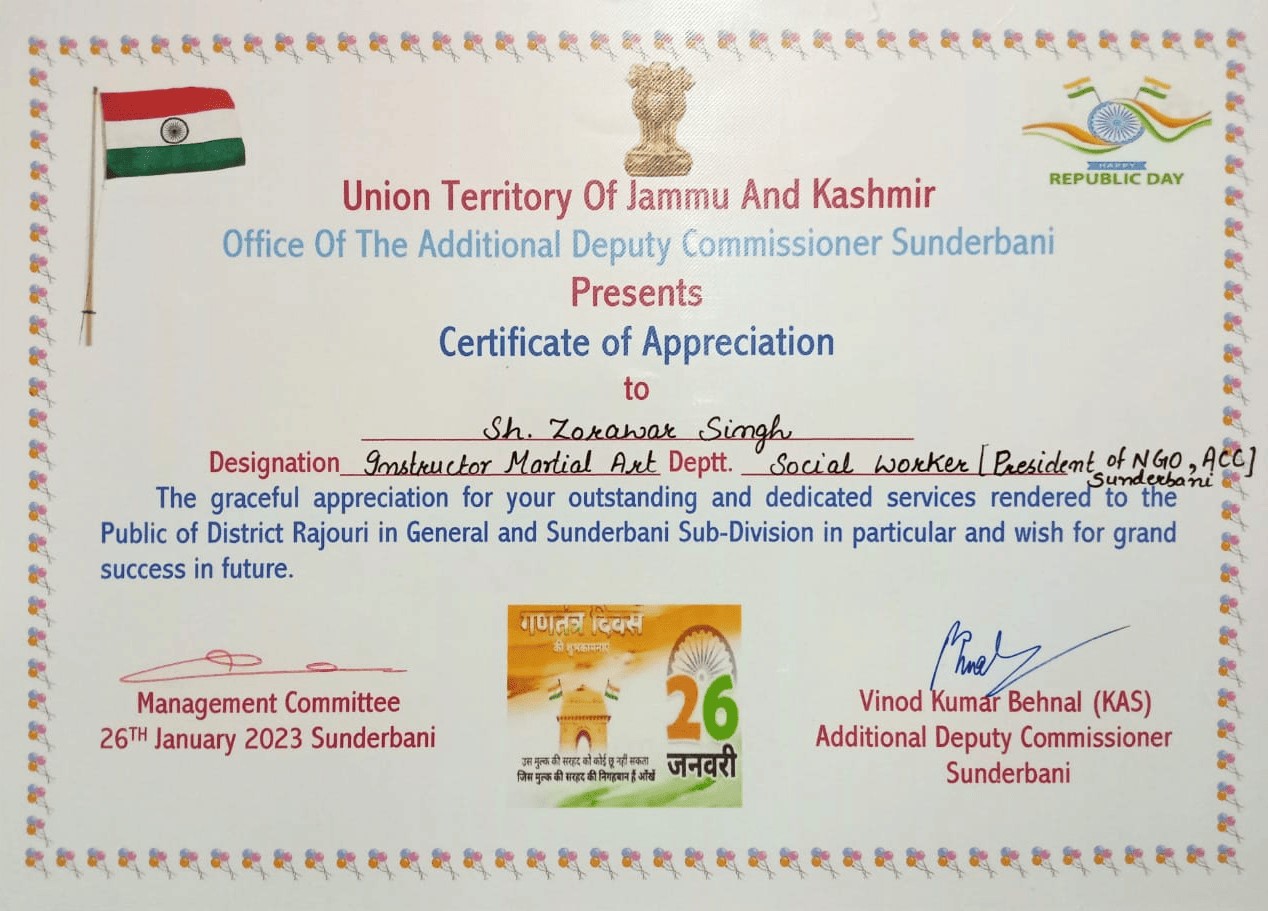 HAPPY
REPUBLIC DAY
Union Territory Of Jammu And Kashmir
Office Of The Additional Deputy Commissioner Sunderbani
Presents
Certificate of Appreciation
to
Sh. Zorawar Singh
Designation Instructor Martial Art Deptt. Social worker [President of NGO, ACC]
Sunderbani
The graceful appreciation for your outstanding and dedicated services rendered to the
Public of District Rajouri in General and Sunderbani Sub-Division in particular and wish for grand
success in future.
गणतंत्र दिवस
की शुभकामनाएं
26
जनवरी
उस मुल्क की सरहद को कोई छू नहीं सकता
जिस मुल्क की सरहद की निगहबान हैं आँखें
Management Committee
26TH January 2023 Sunderbani
Vinod Kumar Behnal (KAS)
Additional Deputy Commissioner
Sunderbani